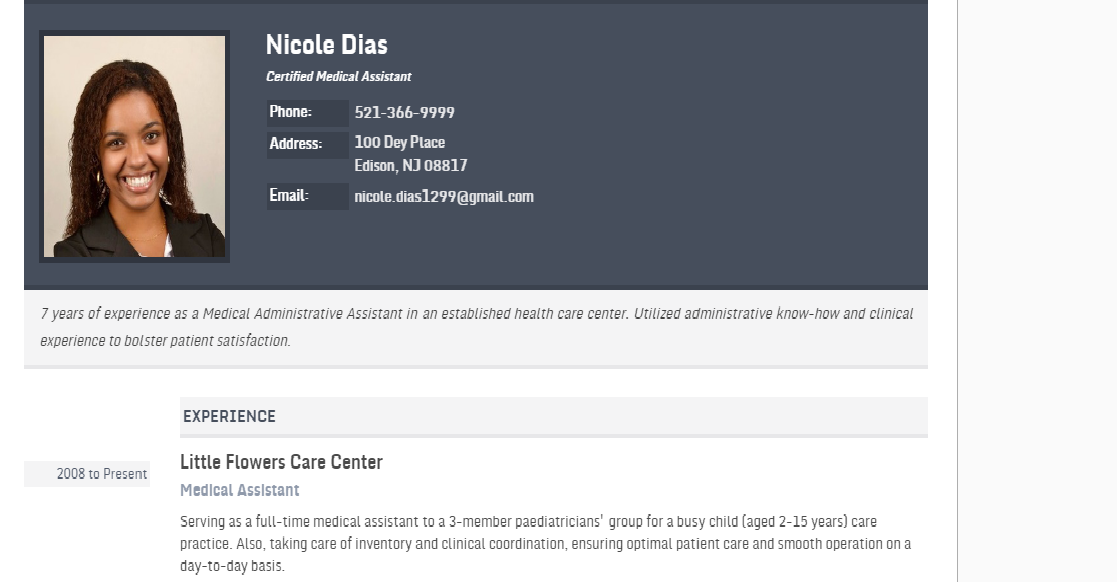 Nicole Dias
Certified Medical Assistant
Phone: 521-366-9999
Address: 100 Dey Place
Edison, NJ 08817
Email: nicole.dias1299@gmail.com
7 years of experience as a Medical Administrative Assistant in an established health care center. Utilized administrative know-how and clinical
experience to bolster patient satisfaction.
EXPERIENCE
2008 to Present
Little Flowers Care Center
Medical Assistant
Serving as a full-time medical assistant to a 3-member paediatricians' group for a busy child (aged 2-15 years) care
practice. Also, taking care of inventory and clinical coordination, ensuring optimal patient care and smooth operation on a
day-to-day basis.